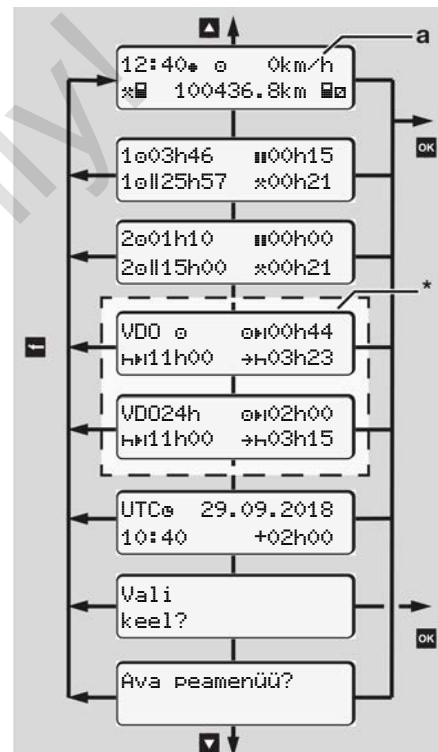 a
12:40● ⊙ 0km/h
100436.8km
OK
1⊙03h46 00h15
1⊙||25h57 00h21
2⊙01h10 00h00
2⊙||15h00 00h21
*
VDO ⊙ ⊙00h44
11h00 03h23
VDO24h ⊙02h00
11h00 03h15
UTC 29.09.2018
10:40 +02h00
Vali
keel?
OK
Ava peamenüü?